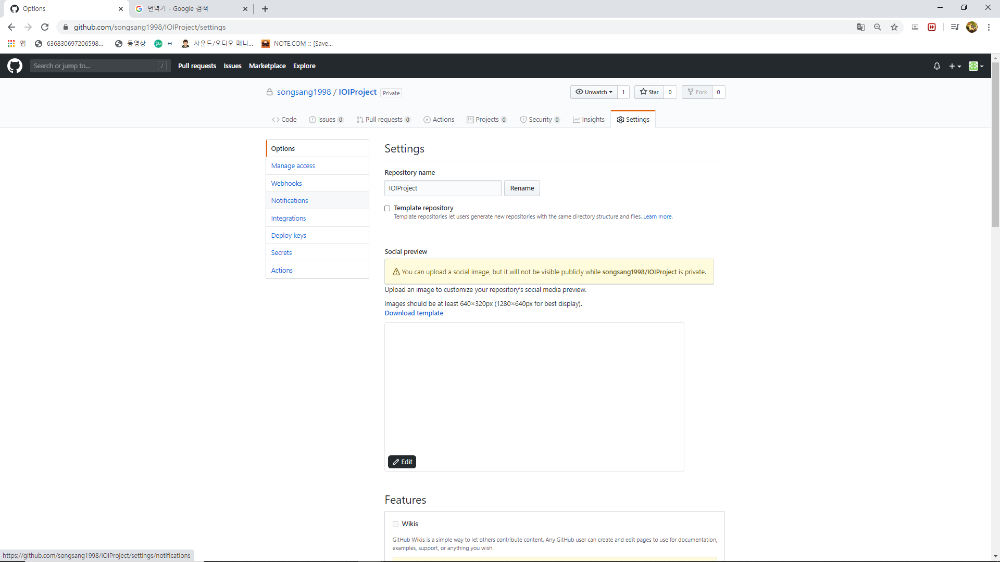 Options
번역기 - Google 검색
github.com/songsang1998/IOIProject/settings
앱
636830697206598...
동영상
ㅂ
사운드/오디오 매니...
NOTE.COM :: [Save...
Search or jump to...
/
Pull requests
Issues
Marketplace
Explore
songsang1998 / IOIProject Private
Unwatch 1
Star 0
Fork 0
Code
Issues 0
Pull requests 0
Actions
Projects 0
Security 0
Insights
Settings
Options
Manage access
Webhooks
Notifications
Integrations
Deploy keys
Secrets
Actions
Settings
Repository name
IOIProject
Rename
Template repository
Template repositories let users generate new repositories with the same directory structure and files. Learn more.
Social preview
You can upload a social image, but it will not be visible publicly while songsang1998/IOIProject is private.
Upload an image to customize your repository's social media preview.
Images should be at least 640×320px (1280×640px for best display).
Download template
Edit
Features
Wikis
GitHub Wikis is a simple way to let others contribute content. Any GitHub user can create and edit pages to use for documentation,
examples, support, or anything you wish.
https://github.com/songsang1998/IOIProject/settings/notifications